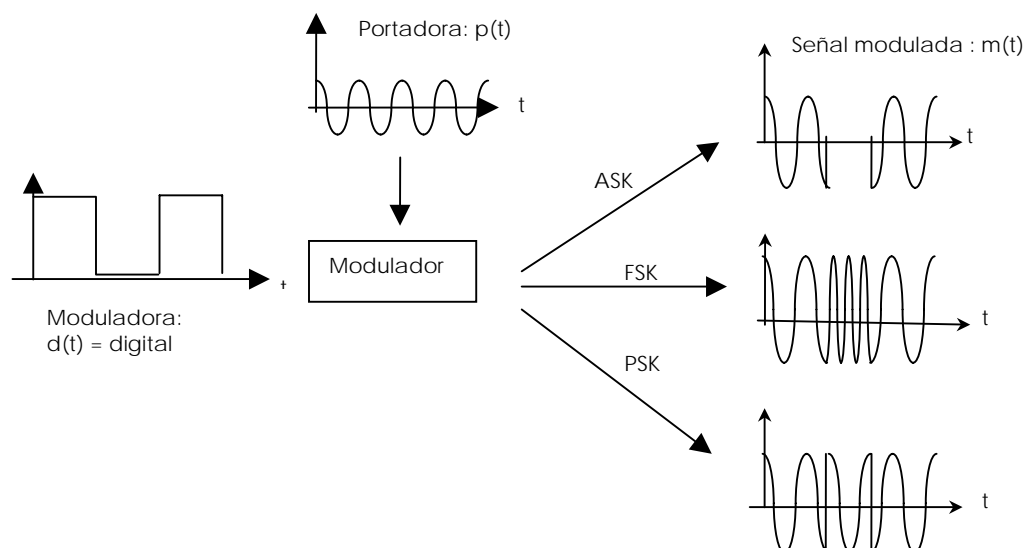 Portadora: p(t)
t
Señal modulada : m(t)
t
ASK
Modulador
FSK
t
t
Moduladora:
d(t) = digital
PSK
t